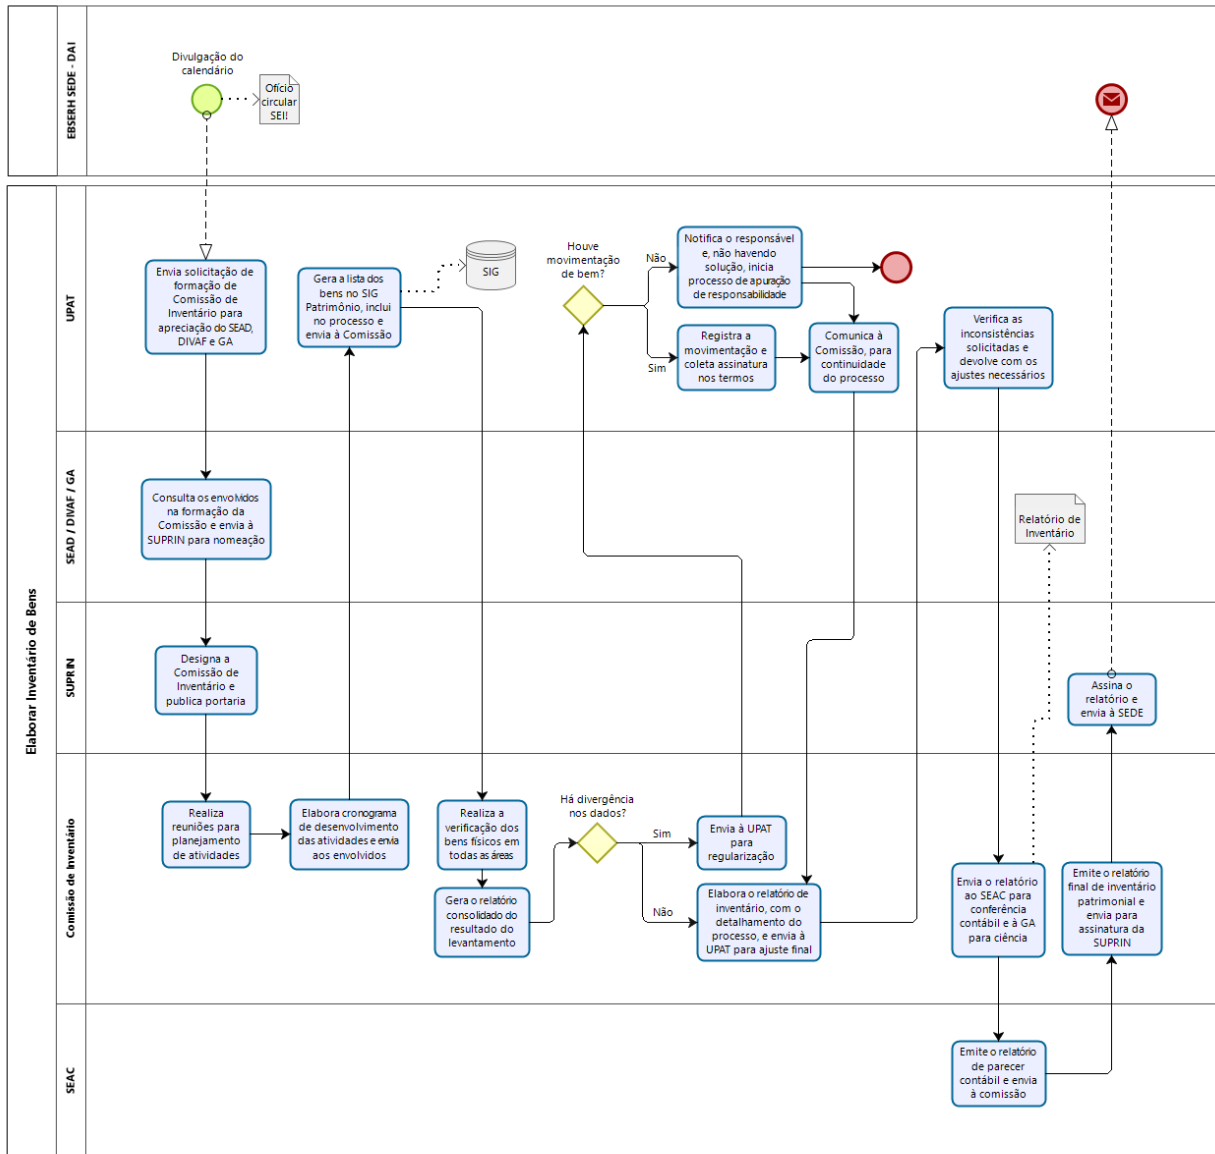 EBSERH SEDE - DAI
Divulgação do
calendário
Ofício
circular
SEI!
Elaborar Inventário de Bens
UPAT
Envia solicitação de
formação de
Comissão de
Inventário para
apreciação do SEAD,
DIVAF e GA
Gera a lista dos
bens no SIG
Patrimônio, inclui
no processo e
envia à Comissão
SIG
Houve
movimentação
de bem?
Não
Sim
Notifica o responsável
e, não havendo
solução, inicia
processo de apuração
de responsabilidade
Registra a
movimentação e
coleta assinatura
nos termos
Comunica à
Comissão, para
continuidade
do processo
Verifica as
inconsistências
solicitadas e
devolve com os
ajustes necessários
SEAD / DIVAF / GA
Consulta os envolvidos
na formação da
Comissão e envia à
SUPRIN para nomeação
Relatório de
Inventário
SUPRIN
Designa a
Comissão de
Inventário e
publica portaria
Assina o
relatório e
envia à SEDE
Comissão de Inventário
Realiza
reuniões para
planejamento
de atividades
Elabora cronograma
de desenvolvimento
das atividades e envia
aos envolvidos
Realiza a
verificação dos
bens físicos em
todas as áreas
Gera o relatório
consolidado do
resultado do
levantamento
Há divergência
nos dados?
Sim
Não
Envia à UPAT
para
regularização
Elabora o relatório de
inventário, com o
detalhamento do
processo, e envia à
UPAT para ajuste final
Envia o relatório
ao SEAC para
conferência
contábil e à GA
para ciência
Emite o relatório
final de inventário
patrimonial e
envia para
assinatura da
SUPRIN
SEAC
Emite o relatório
de parecer
contábil e envia
à comissão